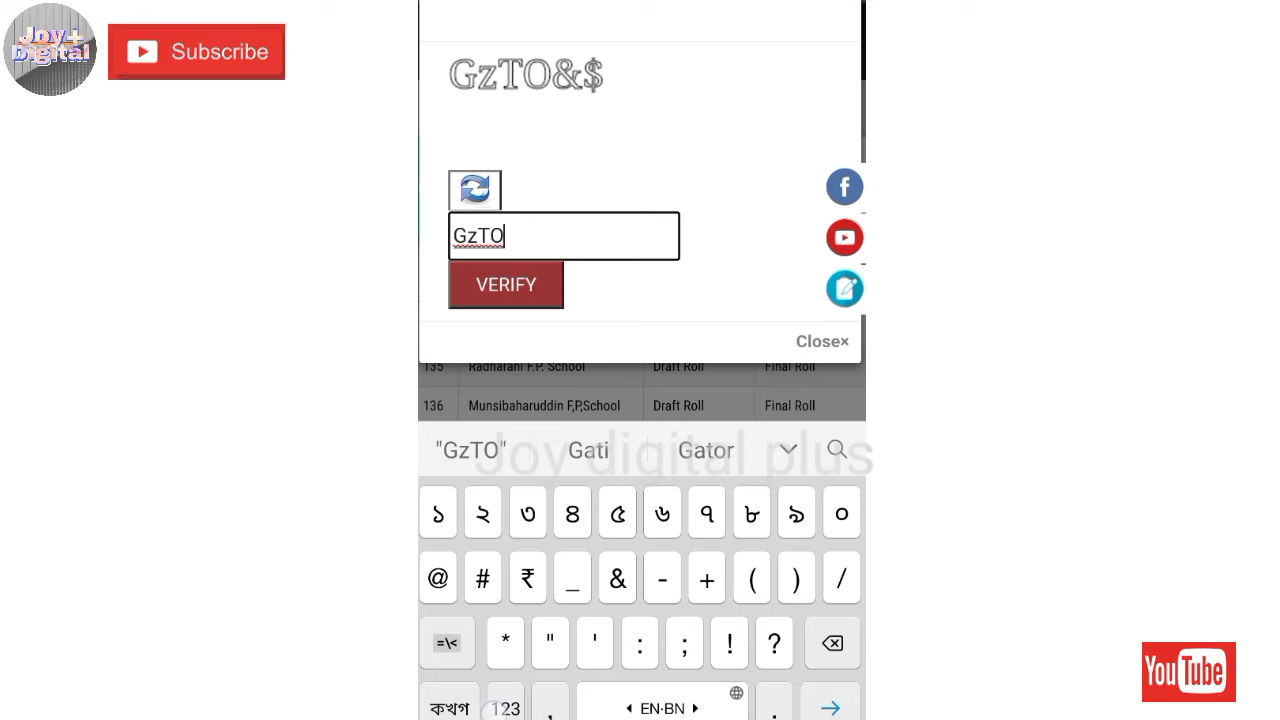 Joy+
Digital
Subscribe
GzTO&$
GzTO
VERIFY
Close×
135 Radharani F.P. School Draft Roll Final Roll
136 Munsibaharuddin F,P,School Draft Roll Final Roll
"GzTO" Gati Gator
Joy digital plus
১ ২ ৩ ৪ ৫ ৬ ৭ ৮ ৯ ০
@ # ₹ _ & - + ( ) /
=\< * " ' : ; ! ?
কখগ 123 , EN·BN .
YouTube